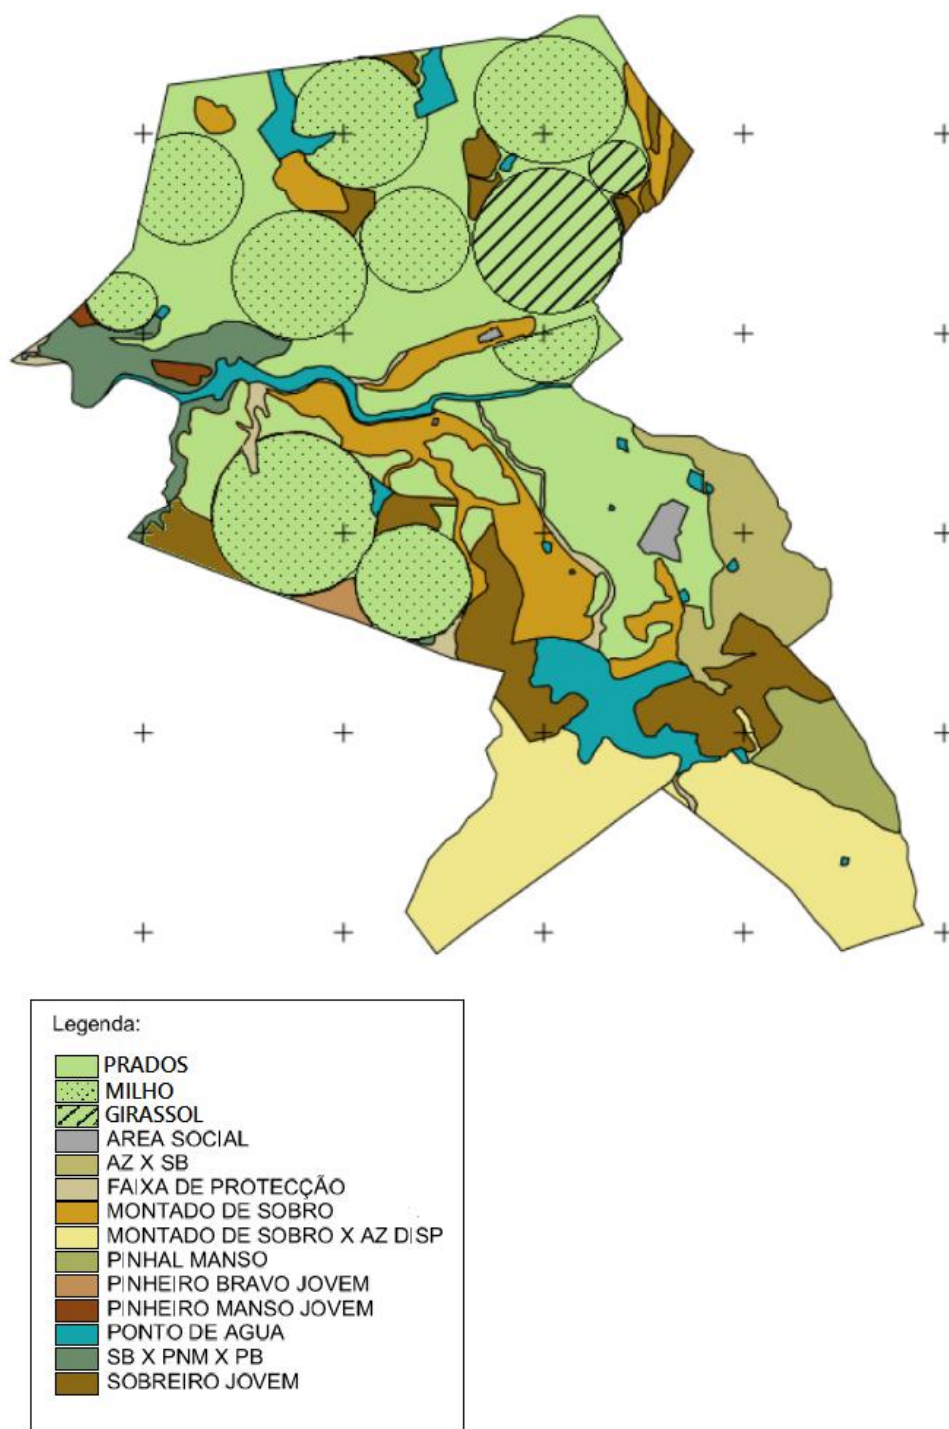 Legenda:
PRADOS
MILHO
GIRASSOL
AREA SOCIAL
AZ X SB
FAIXA DE PROTECÇÃO
MONTADO DE SOBRO
MONTADO DE SOBRO X AZ DISP
PINHAL MANSO
PINHEIRO BRAVO JOVEM
PINHEIRO MANSO JOVEM
PONTO DE AGUA
SB X PNM X PB
SOBREIRO JOVEM